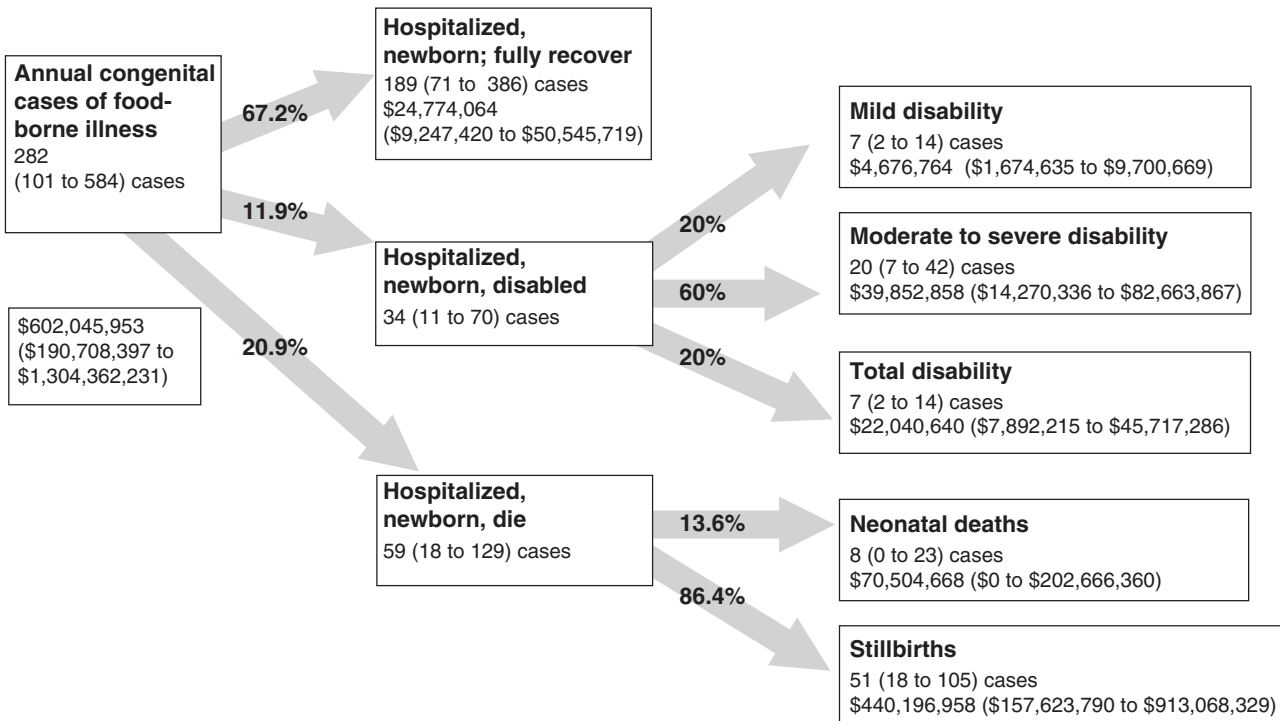 Annual congenital
cases of food-
borne illness
282
(101 to 584) cases
$602,045,953
($190,708,397 to
$1,304,362,231)
67.2%
11.9%
20.9%
Hospitalized,
newborn; fully recover
189 (71 to 386) cases
$24,774,064
($9,247,420 to $50,545,719)
Hospitalized,
newborn, disabled
34 (11 to 70) cases
20%
60%
20%
Mild disability
7 (2 to 14) cases
$4,676,764 ($1,674,635 to $9,700,669)
Moderate to severe disability
20 (7 to 42) cases
$39,852,858 ($14,270,336 to $82,663,867)
Total disability
7 (2 to 14) cases
$22,040,640 ($7,892,215 to $45,717,286)
Hospitalized,
newborn, die
59 (18 to 129) cases
13.6%
86.4%
Neonatal deaths
8 (0 to 23) cases
$70,504,668 ($0 to $202,666,360)
Stillbirths
51 (18 to 105) cases
$440,196,958 ($157,623,790 to $913,068,329)